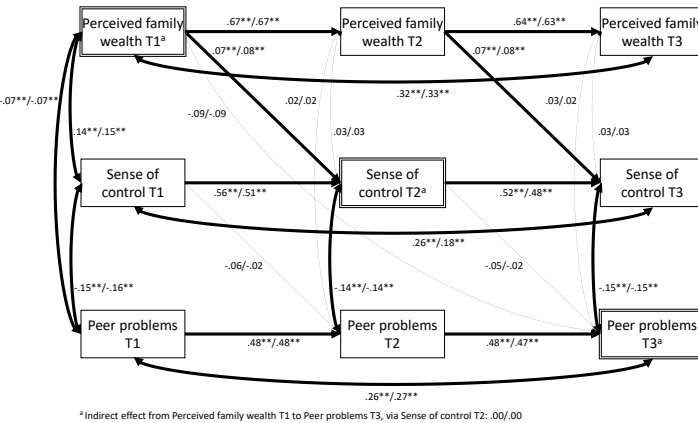 Perceived family
wealth T1ᵃ
.67**/.67**
Perceived family
wealth T2
.64**/.63**
Perceived family
wealth T3
.07**/.08**
.07**/.08**
-.07**/-.07**
-.09/-.09
.02/.02
.32**/.33**
.03/.02
.14**/.15**
.03/.03
.03/.03
Sense of
control T1
.56**/.51**
Sense of
control T2ᵃ
.52**/.48**
Sense of
control T3
.26**/.18**
-.06/-.02
-.05/-.02
-.15**/-.16**
-.14**/-.14**
-.15**/-.15**
Peer problems
T1
.48**/.48**
Peer problems
T2
.48**/.47**
Peer problems
T3ᵃ
.26**/.27**
ᵃ Indirect effect from Perceived family wealth T1 to Peer problems T3, via Sense of control T2: .00/.00